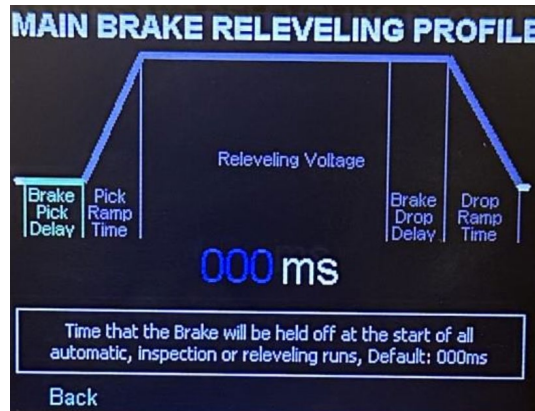 MAIN BRAKE RELEVELING PROFILE
Releveling Voltage
Brake Pick Delay
Pick Ramp Time
Brake Drop Delay
Drop Ramp Time
000 ms
Time that the Brake will be held off at the start of all
automatic, inspection or releveling runs, Default: 000ms
Back